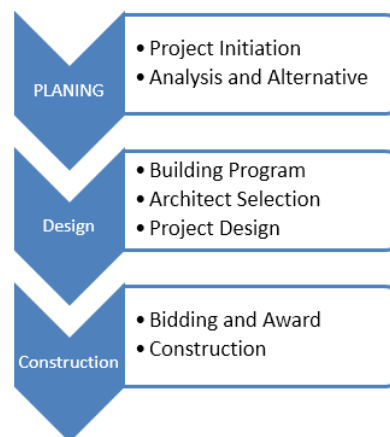 PLANING
• Project Initiation
• Analysis and Alternative
Design
• Building Program
• Architect Selection
• Project Design
Construction
• Bidding and Award
• Construction